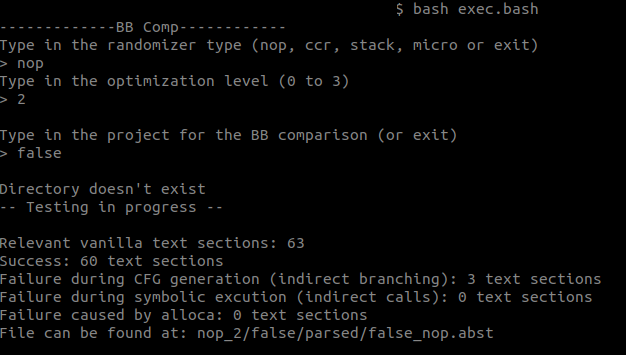 $ bash exec.bash
-------------BB Comp------------
Type in the randomizer type (nop, ccr, stack, micro or exit)
> nop
Type in the optimization level (0 to 3)
> 2
Type in the project for the BB comparison (or exit)
> false
Directory doesn't exist
-- Testing in progress --
Relevant vanilla text sections: 63
Success: 60 text sections
Failure during CFG generation (indirect branching): 3 text sections
Failure during symbolic excution (indirect calls): 0 text sections
Failure caused by alloca: 0 text sections
File can be found at: nop_2/false/parsed/false_nop.abst